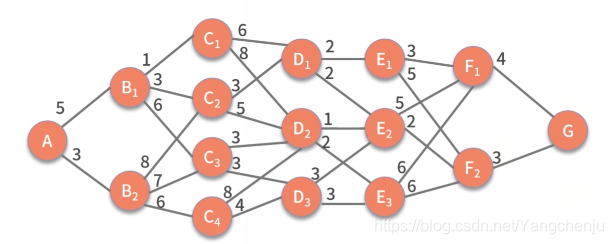 C₁ 6
8
1
D₁ 2
2
E₁ 3
5
F₁ 4
5
B₁ 3
6
C₂ 3
5
A
D₂ 1
2
E₂ 5
2
G
3
8
C₃ 3
3
F₂ 3
B₂ 7
6
8
C₄ 4
3
D₃ 3
6
E₃ 6
https://blog.csdn.net/Yangchenju